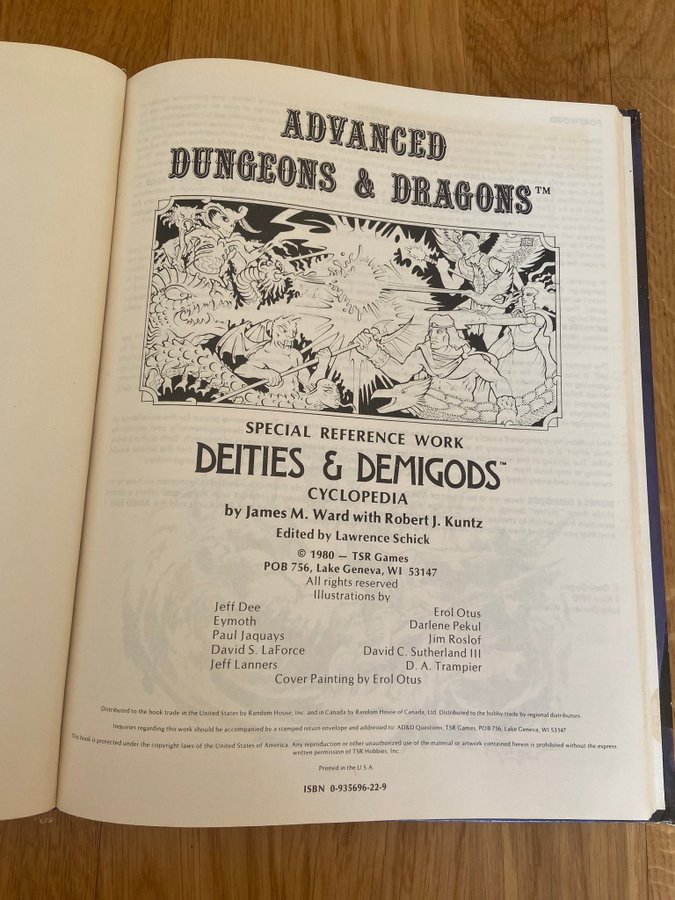 ADVANCED
DUNGEONS & DRAGONS™
SPECIAL REFERENCE WORK
DEITIES & DEMIGODS™
CYCLOPEDIA
by James M. Ward with Robert J. Kuntz
Edited by Lawrence Schick
© 1980 — TSR Games
POB 756, Lake Geneva, WI 53147
All rights reserved
Illustrations by
Jeff Dee
Eymoth
Paul Jaquays
David S. LaForce
Jeff Lanners
Erol Otus
Darlene Pekul
Jim Roslof
David C. Sutherland III
D. A. Trampier
Cover Painting by Erol Otus
Distributed to the book trade in the United States by Random House, Inc. and in Canada by Random House of Canada, Ltd. Distributed to the hobby trade by regional distributors
Inquiries regarding this work should be accompanied by a stamped return envelope and addressed to: AD&D Questions, TSR Games, POB 756, Lake Geneva, WI 53147
This book is protected under the copyright laws of the United States of America. Any reproduction or other unauthorized use of the material or artwork contained herein is prohibited without the express
written permission of TSR Hobbies, Inc.
Printed in the U.S.A.
ISBN 0-935696-22-9